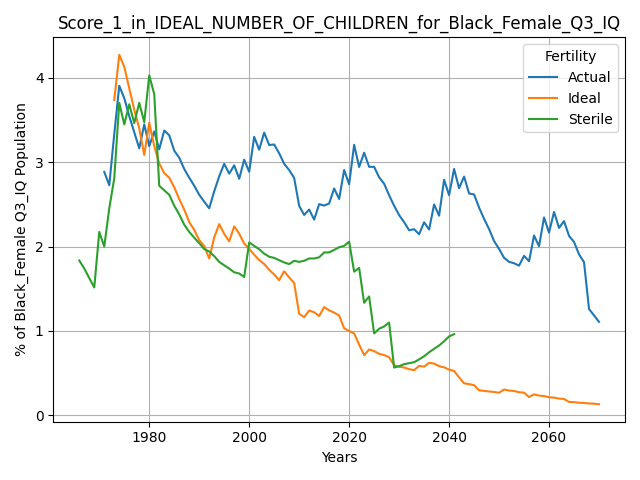 Score_1_in_IDEAL_NUMBER_OF_CHILDREN_for_Black_Female_Q3_IQ
Fertility
Actual
Ideal
Sterile
% of Black_Female Q3_IQ Population
4
3
2
1
0
1980
2000
2020
2040
2060
Years